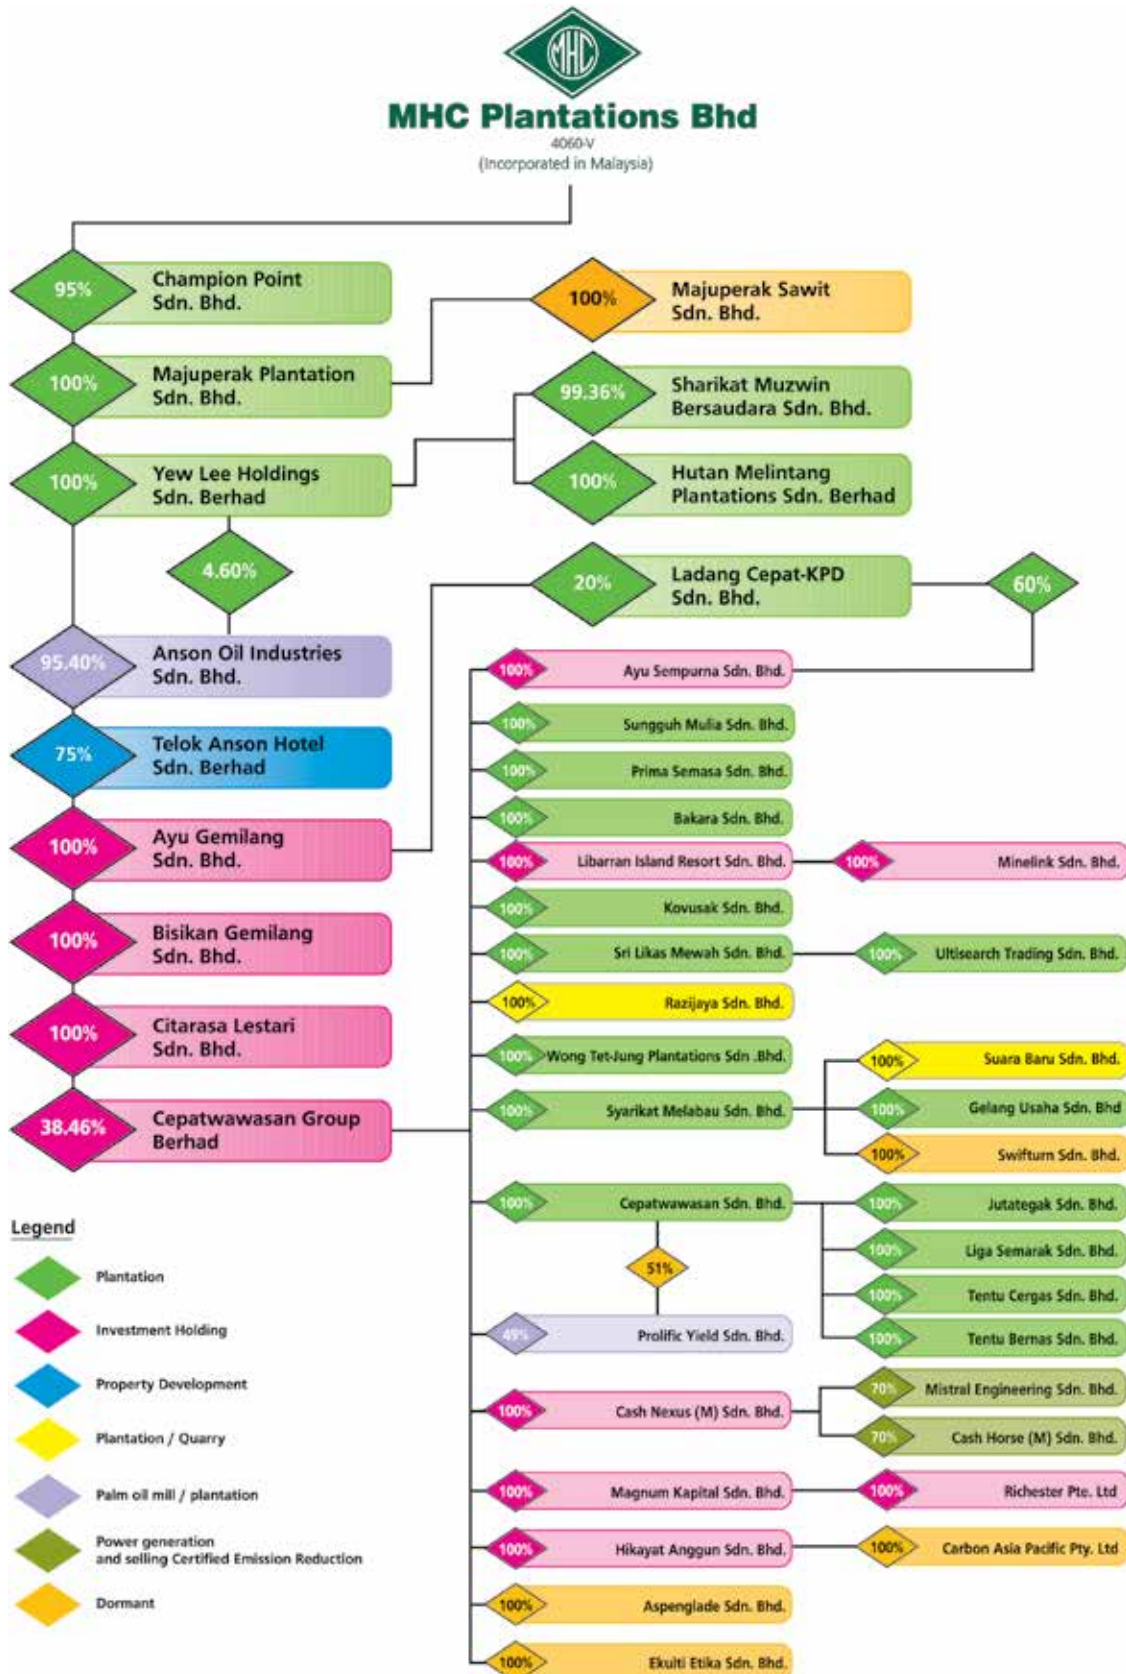 MHC
MHC Plantations Bhd
4060-V
(Incorporated in Malaysia)
95%
Champion Point
Sdn. Bhd.
100%
Majuperak Sawit
Sdn. Bhd.
100%
Majuperak Plantation
Sdn. Bhd.
99.36%
Sharikat Muzwin
Bersaudara Sdn. Bhd.
100%
Yew Lee Holdings
Sdn. Berhad
100%
Hutan Melintang
Plantations Sdn. Berhad
4.60%
20%
Ladang Cepat-KPD
Sdn. Bhd.
60%
95.40%
Anson Oil Industries
Sdn. Bhd.
75%
Telok Anson Hotel
Sdn. Berhad
100%
Ayu Gemilang
Sdn. Bhd.
100%
Bisikan Gemilang
Sdn. Bhd.
100%
Citarasa Lestari
Sdn. Bhd.
38.46%
Cepatwawasan Group
Berhad
100%
Ayu Sempurna Sdn. Bhd.
100%
Sungguh Mulia Sdn. Bhd.
100%
Prima Semasa Sdn. Bhd.
100%
Bakara Sdn. Bhd.
100%
Libarran Island Resort Sdn. Bhd.
100%
Minelink Sdn. Bhd.
100%
Kovusak Sdn. Bhd.
100%
Sri Likas Mewah Sdn. Bhd.
100%
Ultisearch Trading Sdn. Bhd.
100%
Razijaya Sdn. Bhd.
100%
Wong Tet-Jung Plantations Sdn .Bhd.
100%
Syarikat Melabau Sdn. Bhd.
100%
Suara Baru Sdn. Bhd.
100%
Gelang Usaha Sdn. Bhd
100%
Swifturn Sdn. Bhd.
100%
Cepatwawasan Sdn. Bhd.
100%
Jutategak Sdn. Bhd.
100%
Liga Semarak Sdn. Bhd.
100%
Tentu Cergas Sdn. Bhd.
100%
Tentu Bernas Sdn. Bhd.
51%
49%
Prolific Yield Sdn. Bhd.
100%
Cash Nexus (M) Sdn. Bhd.
70%
Mistral Engineering Sdn. Bhd.
70%
Cash Horse (M) Sdn. Bhd.
100%
Magnum Kapital Sdn. Bhd.
100%
Richester Pte. Ltd
100%
Hikayat Anggun Sdn. Bhd.
100%
Carbon Asia Pacific Pty. Ltd
100%
Aspenglade Sdn. Bhd.
100%
Ekuiti Etika Sdn. Bhd.
Legend
Plantation
Investment Holding
Property Development
Plantation / Quarry
Palm oil mill / plantation
Power generation
and selling Certified Emission Reduction
Dormant